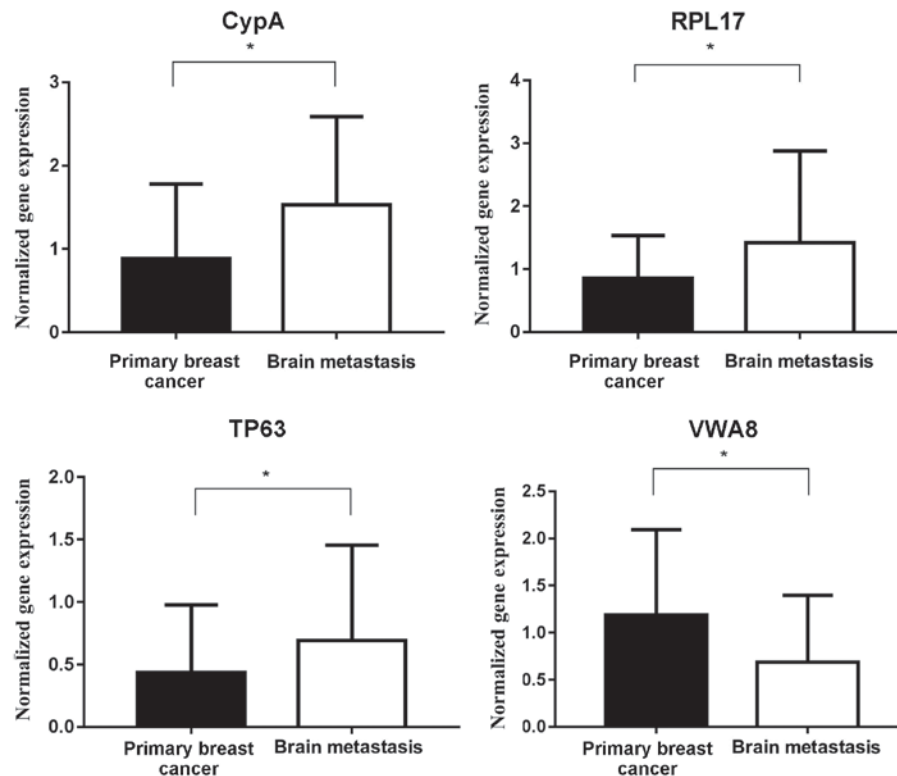 CypA
*
Normalized gene expression
3
2
1
0
Primary breast
cancer
Brain metastasis
RPL17
*
Normalized gene expression
4
3
2
1
0
Primary breast
cancer
Brain metastasis
TP63
*
Normalized gene expression
2.0
1.5
1.0
0.5
0.0
Primary breast
cancer
Brain metastasis
VWA8
*
Normalized gene expression
2.5
2.0
1.5
1.0
0.5
0.0
Primary breast
cancer
Brain metastasis